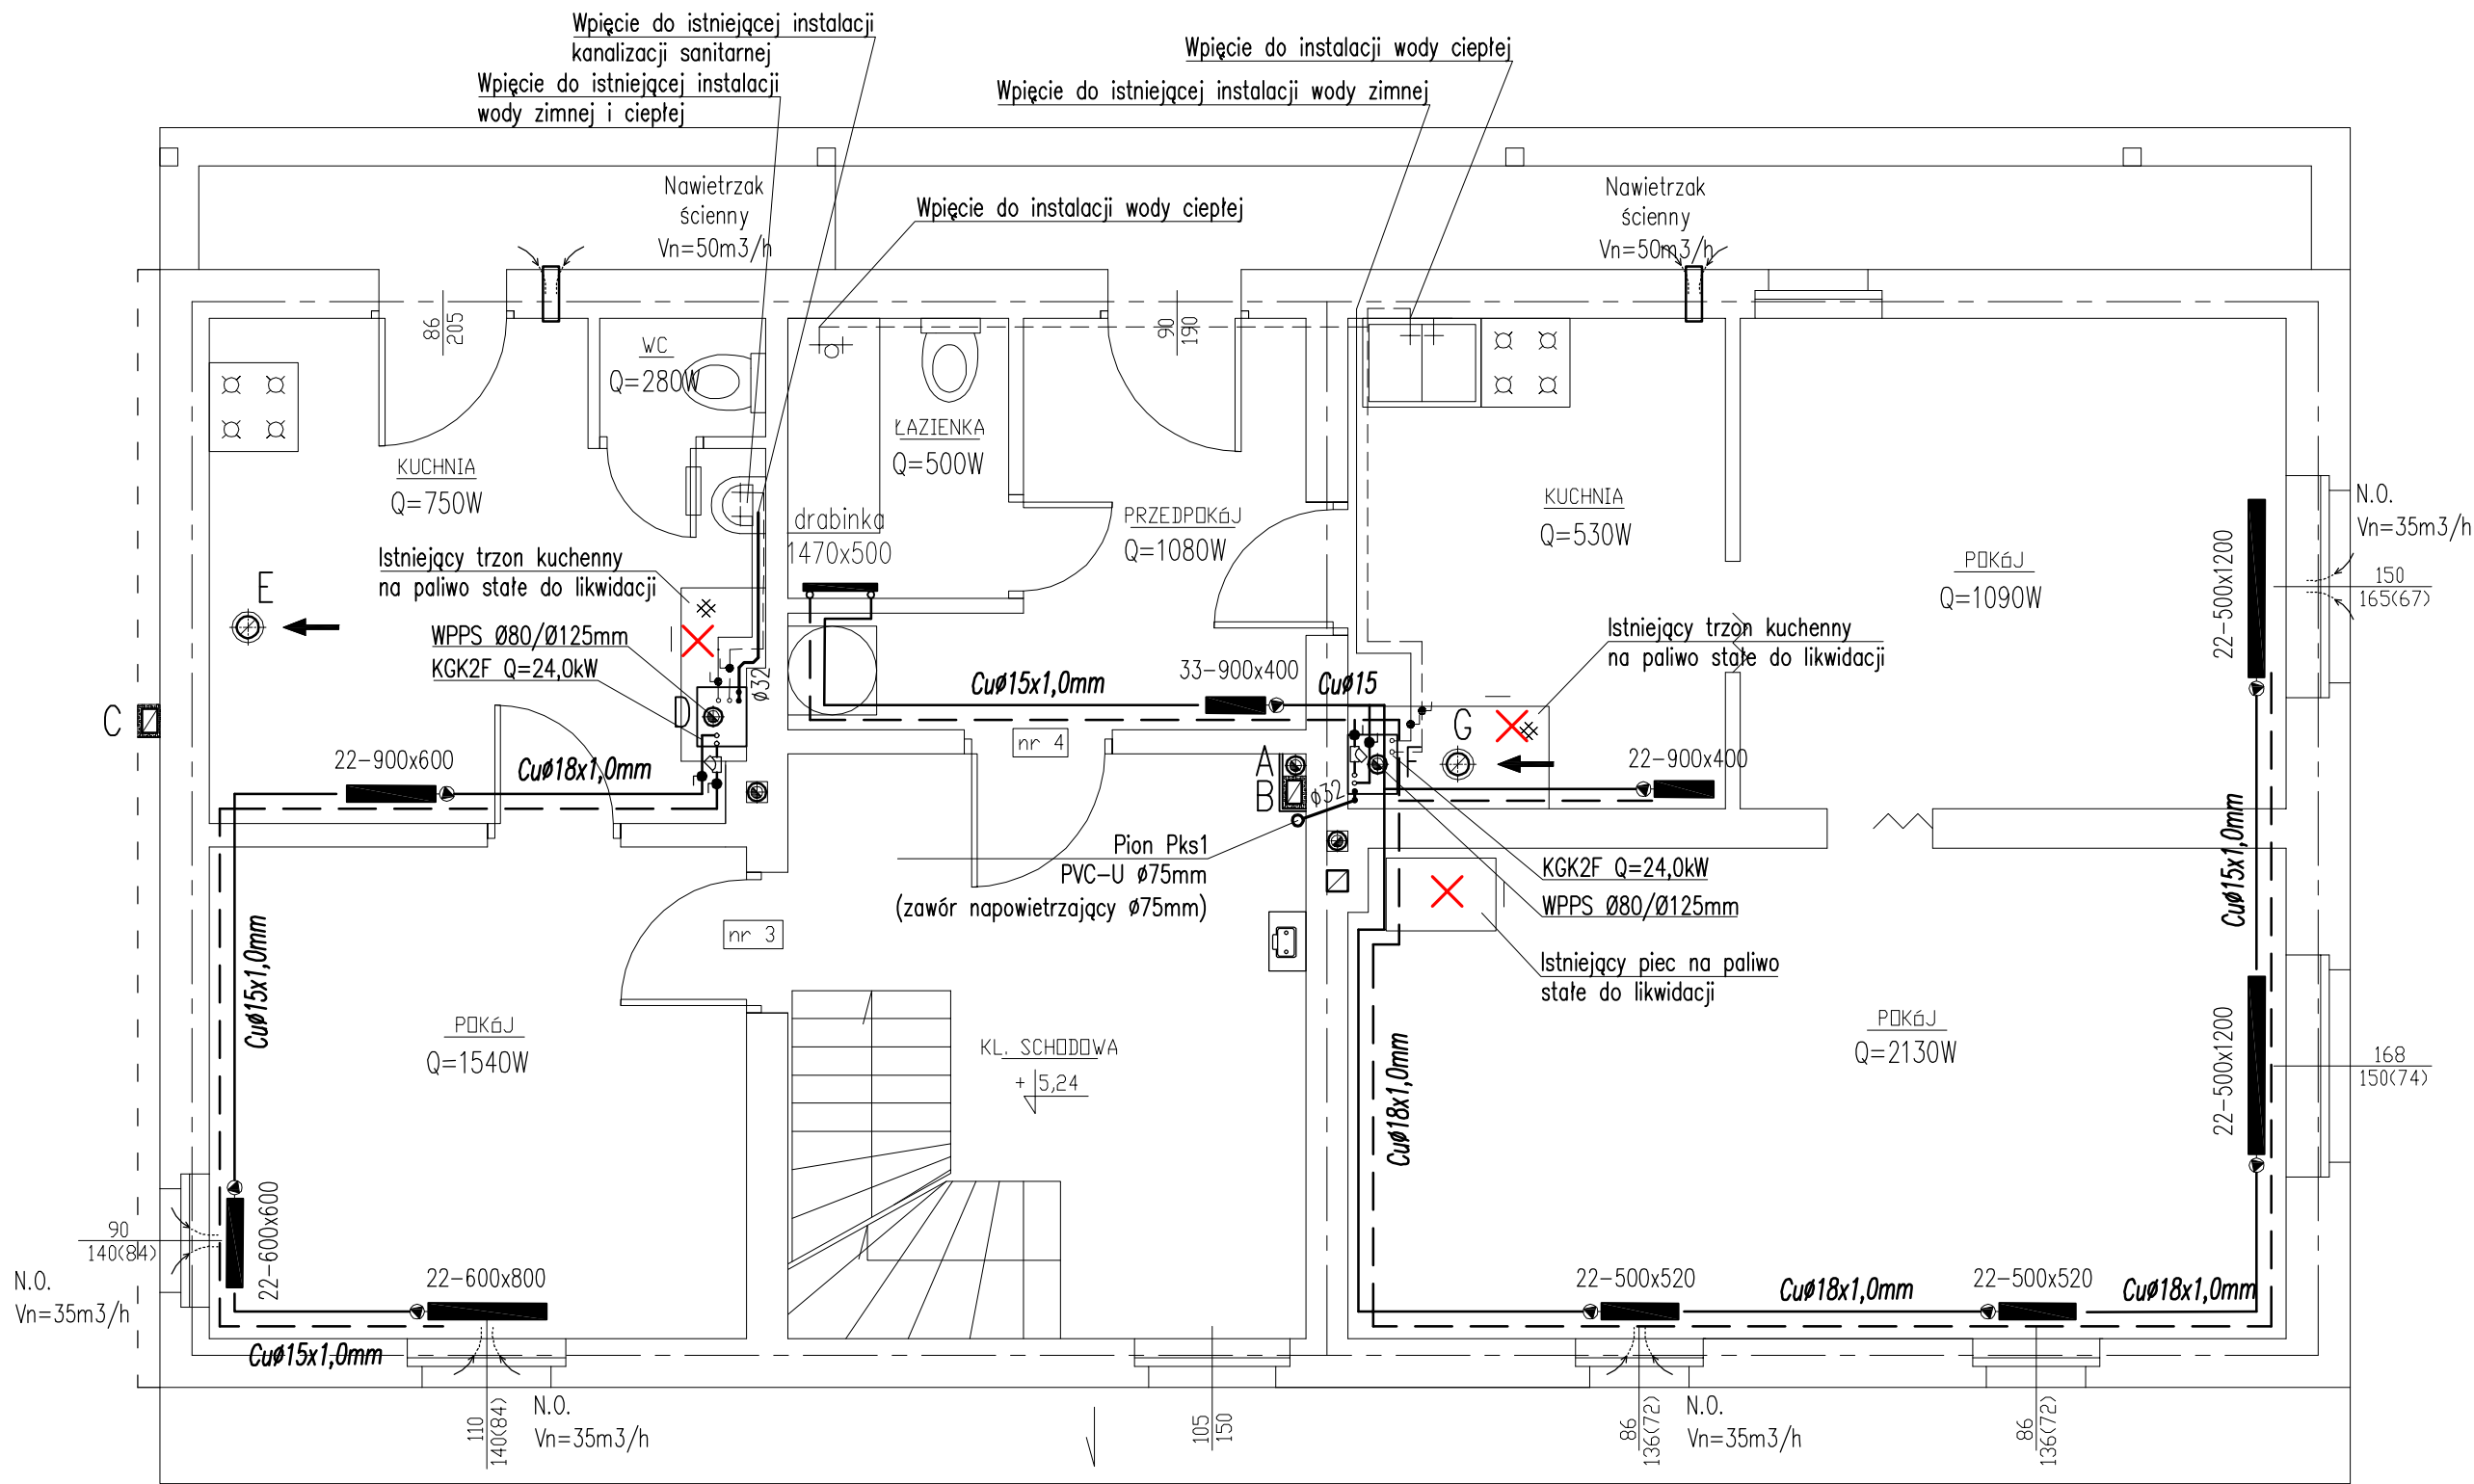 Wpięcie do istniejącej instalacji
kanalizacji sanitarnej
Wpięcie do istniejącej instalacji
wody zimnej i ciepłej
Wpięcie do instalacji wody ciepłej
Wpięcie do istniejącej instalacji wody zimnej
Nawietrzak
ścienny
Vn=50m3/h
Wpięcie do instalacji wody ciepłej
Nawietrzak
ścienny
Vn=50m3/h
86
205
WC
Q=280W
90
190
ŁAZIENKA
Q=500W
KUCHNIA
Q=750W
drabinka
1470x500
PRZEDPOKÓJ
Q=1080W
KUCHNIA
Q=530W
POKÓJ
Q=1090W
22-500x1200
N.O.
Vn=35m3/h
150
165(67)
Istniejący trzon kuchenny
na paliwo stałe do likwidacji
E
WPPS Ø80/Ø125mm
KGK2F Q=24,0kW
D
ø32
C
22-900x600
Cuø18x1,0mm
Cuø15x1,0mm
33-900x400
Cuø15
nr 4
A
B
ø32
F
G
Istniejący trzon kuchenny
na paliwo stałe do likwidacji
22-900x400
Pion Pks1
PVC-U ø75mm
(zawór napowietrzający ø75mm)
KGK2F Q=24,0kW
WPPS Ø80/Ø125mm
Istniejący piec na paliwo
stałe do likwidacji
Cuø15x1,0mm
nr 3
Cuø15x1,0mm
POKÓJ
Q=1540W
KL. SCHODOWA
+ 5,24
Cuø18x1,0mm
POKÓJ
Q=2130W
22-500x1200
168
150(74)
90
140(84)
N.O.
Vn=35m3/h
22-600x600
22-600x800
Cuø15x1,0mm
22-500x520
Cuø18x1,0mm
22-500x520
Cuø18x1,0mm
110
140(84)
N.O.
Vn=35m3/h
105
150
86
136(72)
N.O.
Vn=35m3/h
86
136(72)